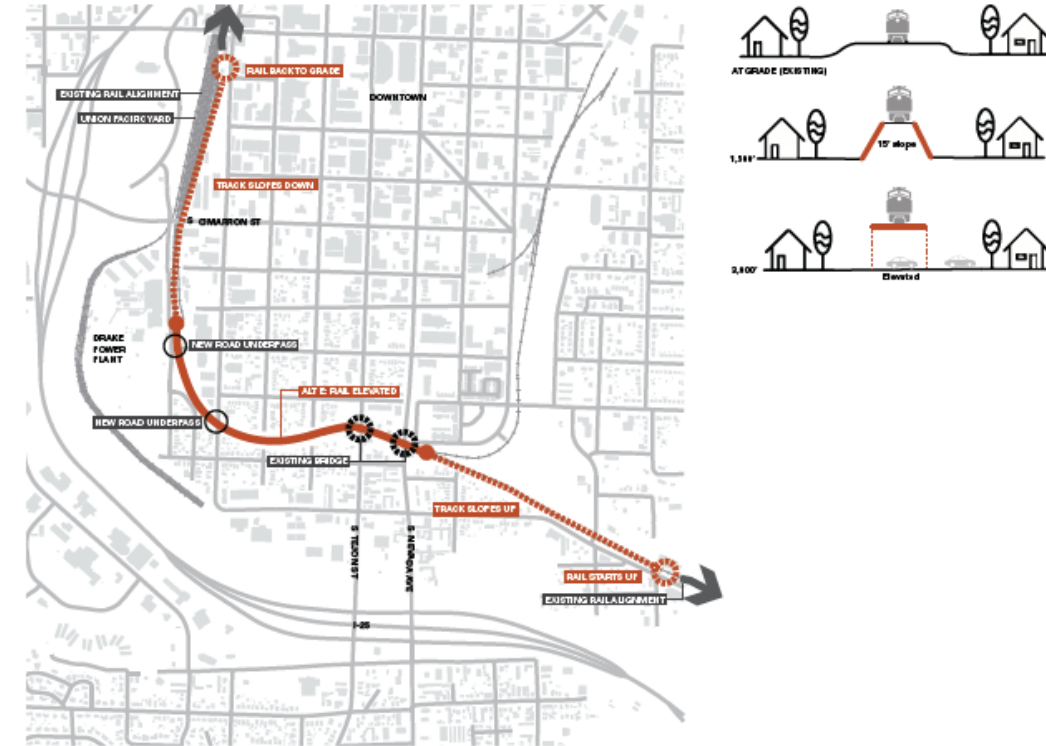 RAIL BACK TO GRADE
EXISTING RAIL ALIGNMENT
DOWNTOWN
UNION PACIFIC YARD
TRACK SLOPES DOWN
S CIMARRON ST
DRAKE
POWER
PLANT
NEW ROAD UNDERPASS
ALT E: RAIL ELEVATED
NEW ROAD UNDERPASS
EXISTING BRIDGE
TRACK SLOPES UP
S TEJON ST
S NEVADA AVE
RAIL STARTS UP
EXISTING RAIL ALIGNMENT
I-25
AT GRADE (EXISTING)
15' slope
Elevated